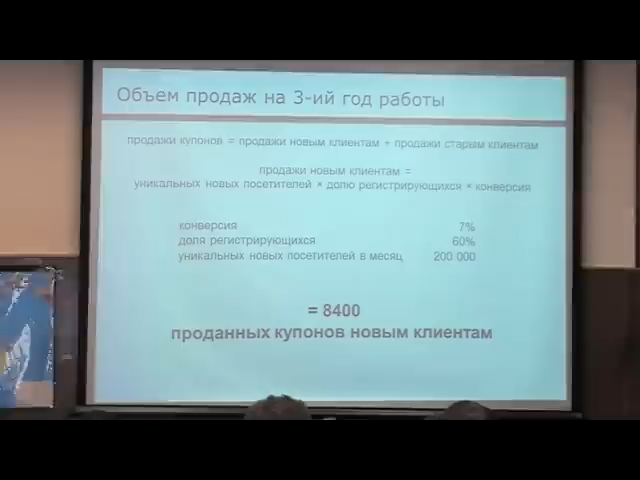 Объем продаж на 3-ий год работы
продажи купонов = продажи новым клиентам + продажи старым клиентам
продажи новым клиентам =
уникальных новых посетителей × долю регистрирующихся × конверсия
конверсия 7%
доля регистрирующихся 60%
уникальных новых посетителей в месяц 200 000
= 8400
проданных купонов новым клиентам